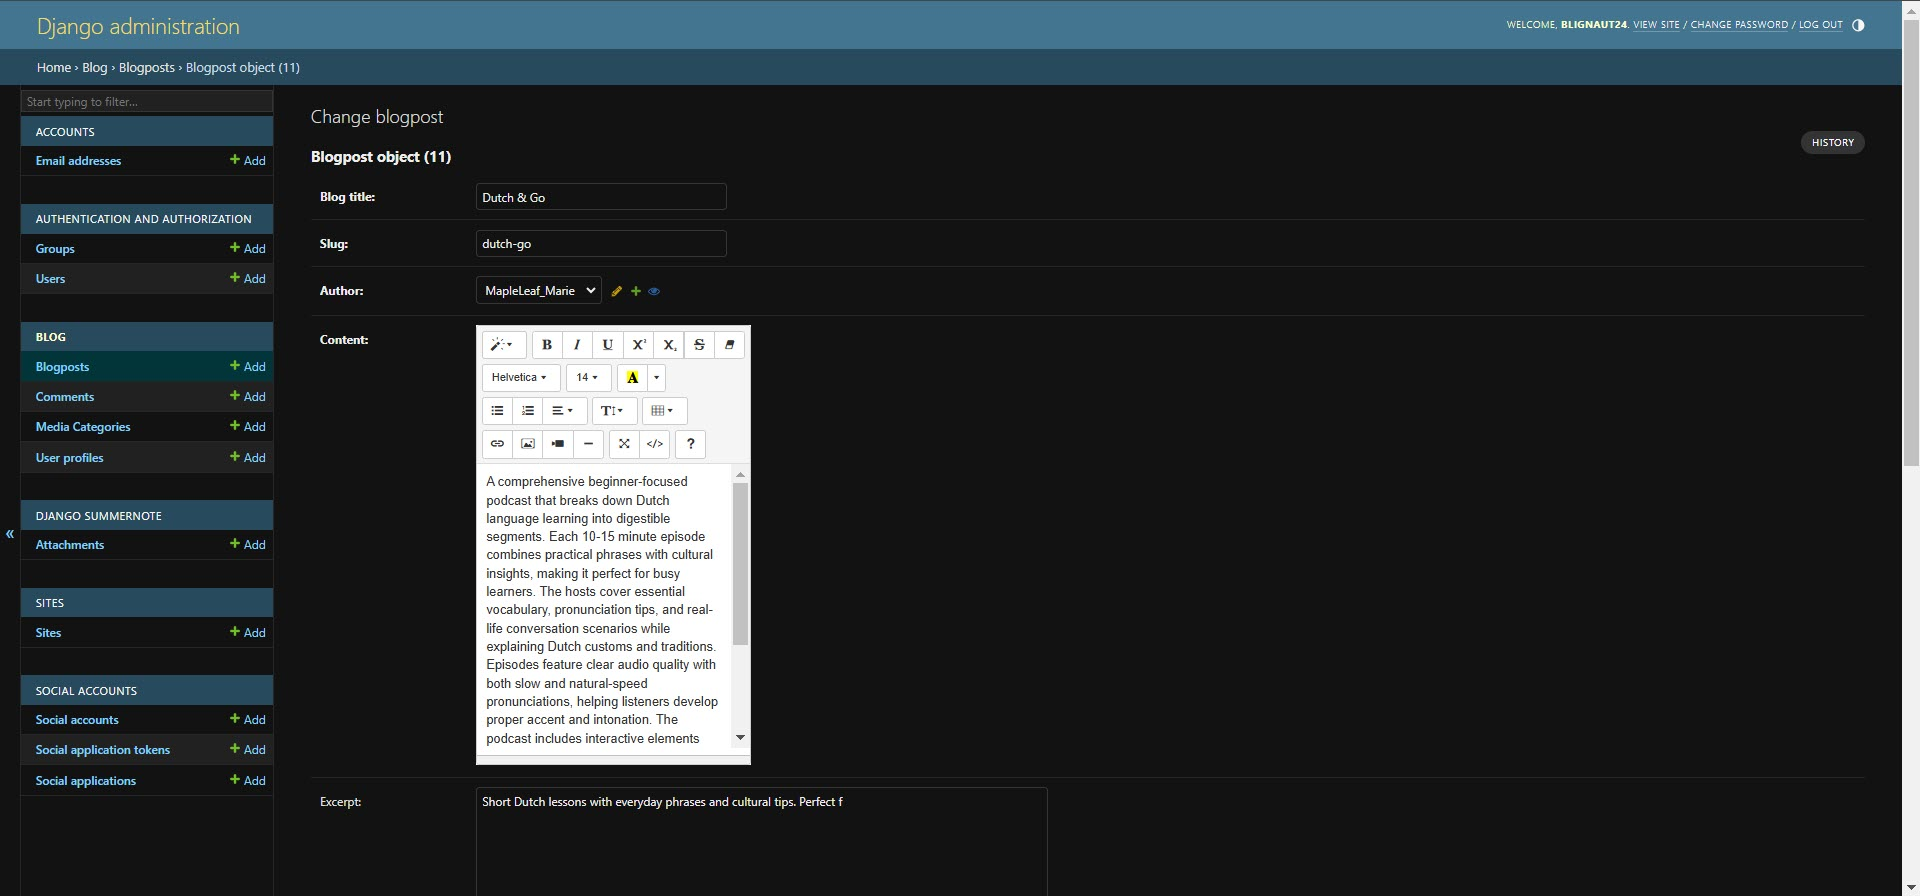 Django administration
WELCOME, BLIGNAUT24. VIEW SITE / CHANGE PASSWORD / LOG OUT
Home › Blog › Blogposts › Blogpost object (11)
Start typing to filter...
ACCOUNTS
Email addresses + Add
AUTHENTICATION AND AUTHORIZATION
Groups + Add
Users + Add
BLOG
Blogposts + Add
Comments + Add
Media Categories + Add
User profiles + Add
DJANGO SUMMERNOTE
Attachments + Add
SITES
Sites + Add
SOCIAL ACCOUNTS
Social accounts + Add
Social application tokens + Add
Social applications + Add
«
Change blogpost
HISTORY
Blogpost object (11)
Blog title: Dutch & Go
Slug: dutch-go
Author: MapleLeaf_Marie
Content:
B I U X² X₂ S
Helvetica 14 A
T
</> ?
A comprehensive beginner-focused
podcast that breaks down Dutch
language learning into digestible
segments. Each 10-15 minute episode
combines practical phrases with cultural
insights, making it perfect for busy
learners. The hosts cover essential
vocabulary, pronunciation tips, and real-
life conversation scenarios while
explaining Dutch customs and traditions.
Episodes feature clear audio quality with
both slow and natural-speed
pronunciations, helping listeners develop
proper accent and intonation. The
podcast includes interactive elements
Excerpt: Short Dutch lessons with everyday phrases and cultural tips. Perfect f